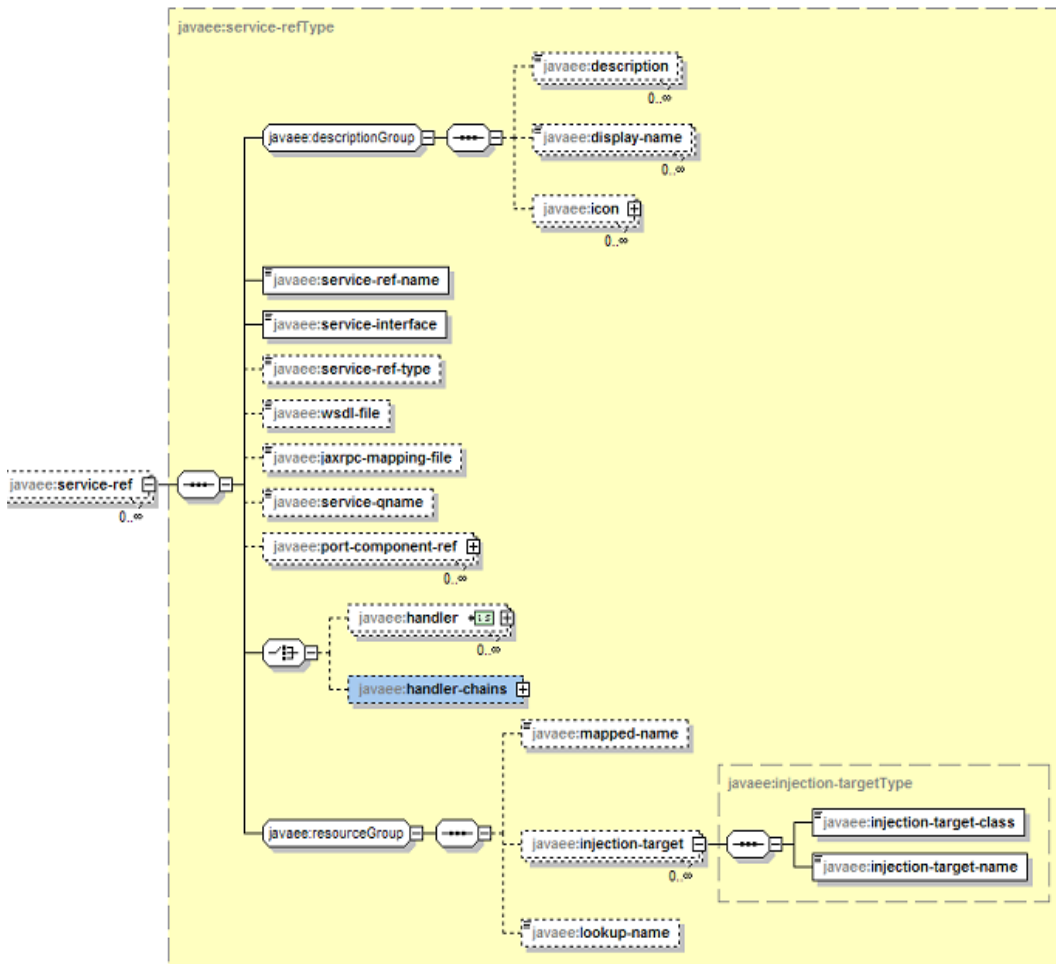 javaee:service-refType
javaee:description
0..∞
javaee:descriptionGroup
javaee:display-name
0..∞
javaee:icon
0..∞
javaee:service-ref-name
javaee:service-interface
javaee:service-ref-type
javaee:wsdl-file
javaee:jaxrpc-mapping-file
javaee:service-ref
0..∞
javaee:service-qname
javaee:port-component-ref
0..∞
javaee:handler
0..∞
javaee:handler-chains
javaee:mapped-name
javaee:injection-targetType
javaee:injection-target-class
javaee:resourceGroup
javaee:injection-target
0..∞
javaee:injection-target-name
javaee:lookup-name